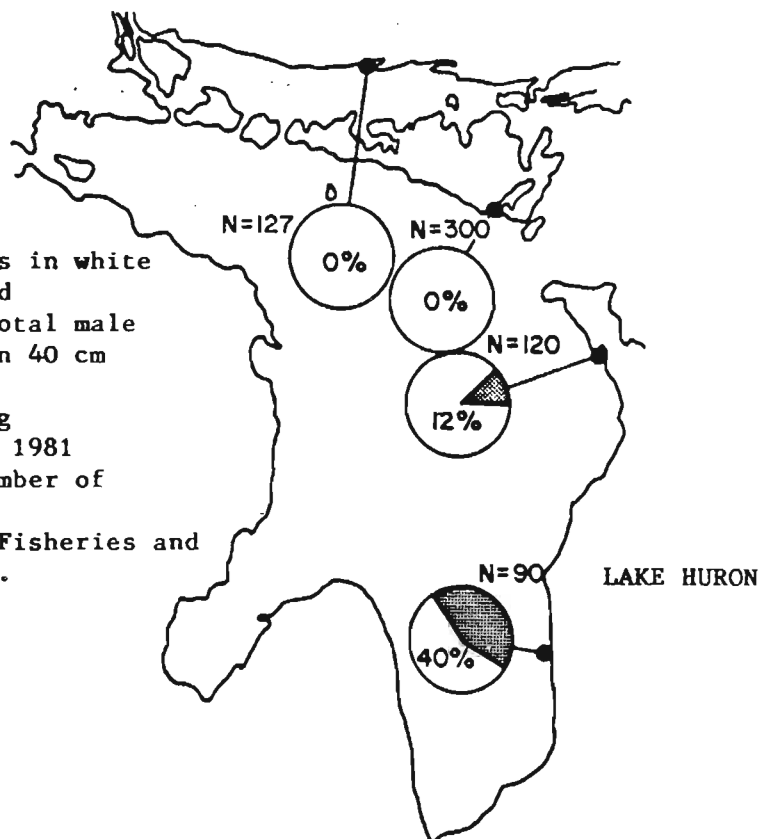 N=127
N=300
0%
0%
s in white
d
otal male
n 40 cm
g
1981
mber of
Fisheries and
.
N=120
12%
N=90
LAKE HURON
40%